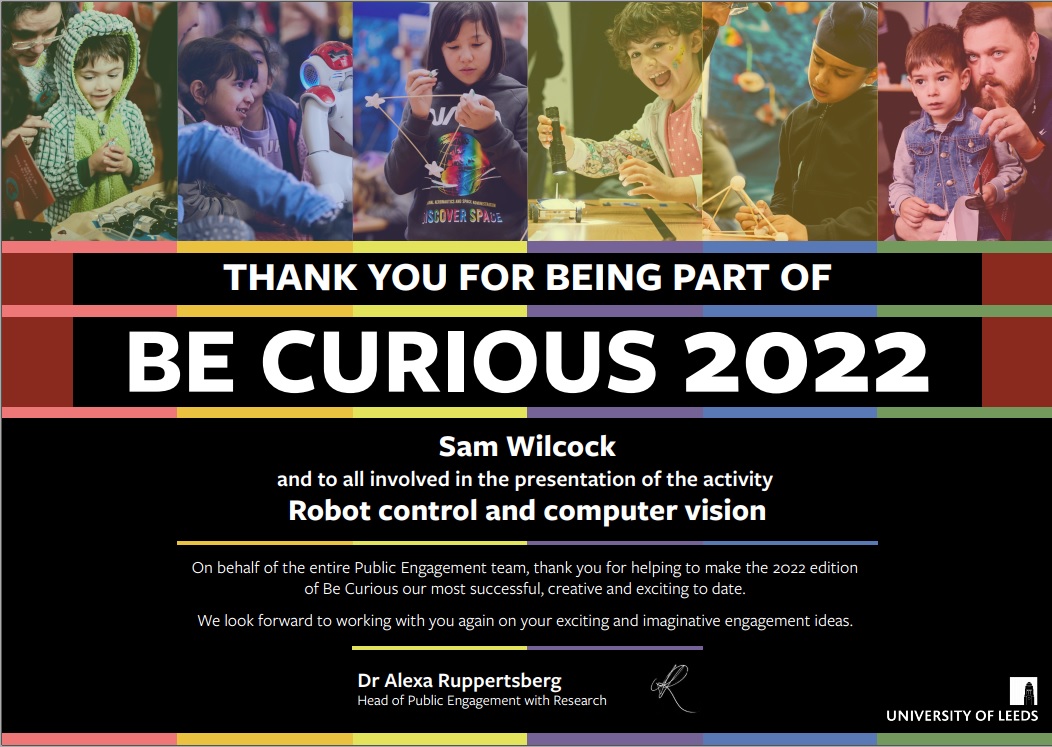 DISCOVER SPACE
THANK YOU FOR BEING PART OF
BE CURIOUS 2022
Sam Wilcock
and to all involved in the presentation of the activity
Robot control and computer vision
On behalf of the entire Public Engagement team, thank you for helping to make the 2022 edition
of Be Curious our most successful, creative and exciting to date.
We look forward to working with you again on your exciting and imaginative engagement ideas.
Dr Alexa Ruppertsberg
Head of Public Engagement with Research
UNIVERSITY OF LEEDS